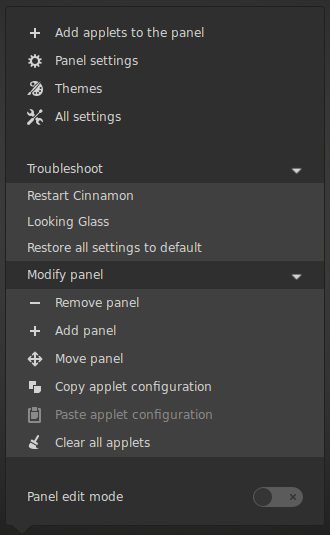 Add applets to the panel
Panel settings
Themes
All settings
Troubleshoot
Restart Cinnamon
Looking Glass
Restore all settings to default
Modify panel
Remove panel
Add panel
Move panel
Copy applet configuration
Paste applet configuration
Clear all applets
Panel edit mode